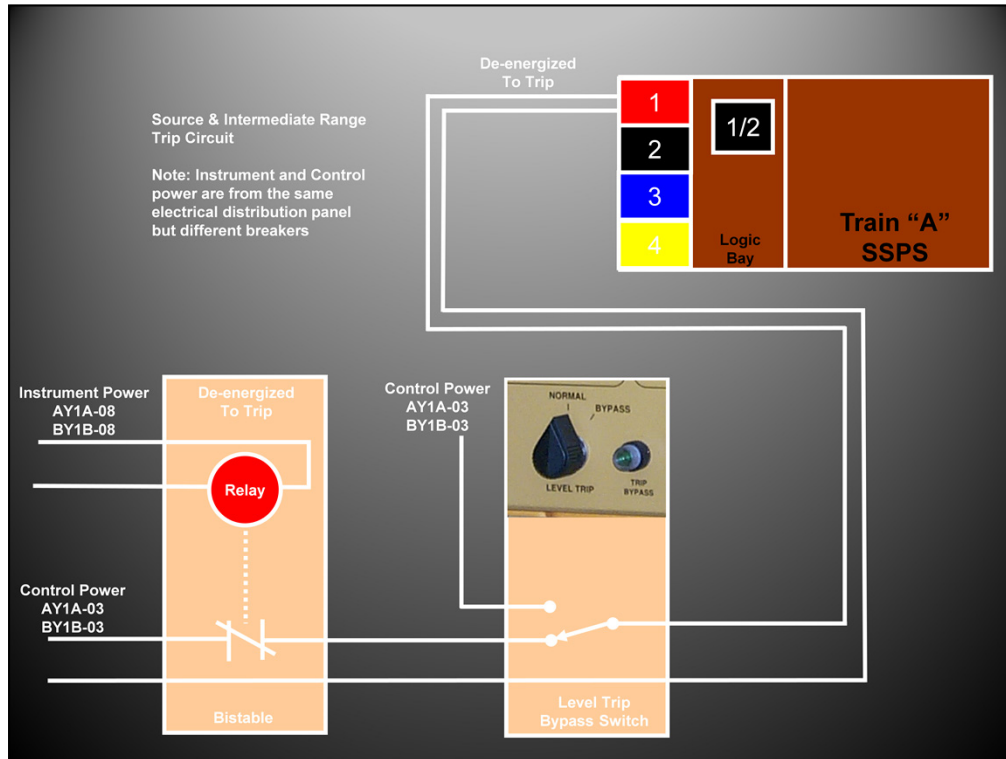 De-energized
To Trip
Source & Intermediate Range
Trip Circuit
Note: Instrument and Control
power are from the same
electrical distribution panel
but different breakers
1
2
3
4
1/2
Logic
Bay
Train “A”
SSPS
Instrument Power
AY1A-08
BY1B-08
De-energized
To Trip
Relay
Control Power
AY1A-03
BY1B-03
Bistable
Control Power
AY1A-03
BY1B-03
NORMAL
BYPASS
LEVEL TRIP
TRIP
BYPASS
Level Trip
Bypass Switch